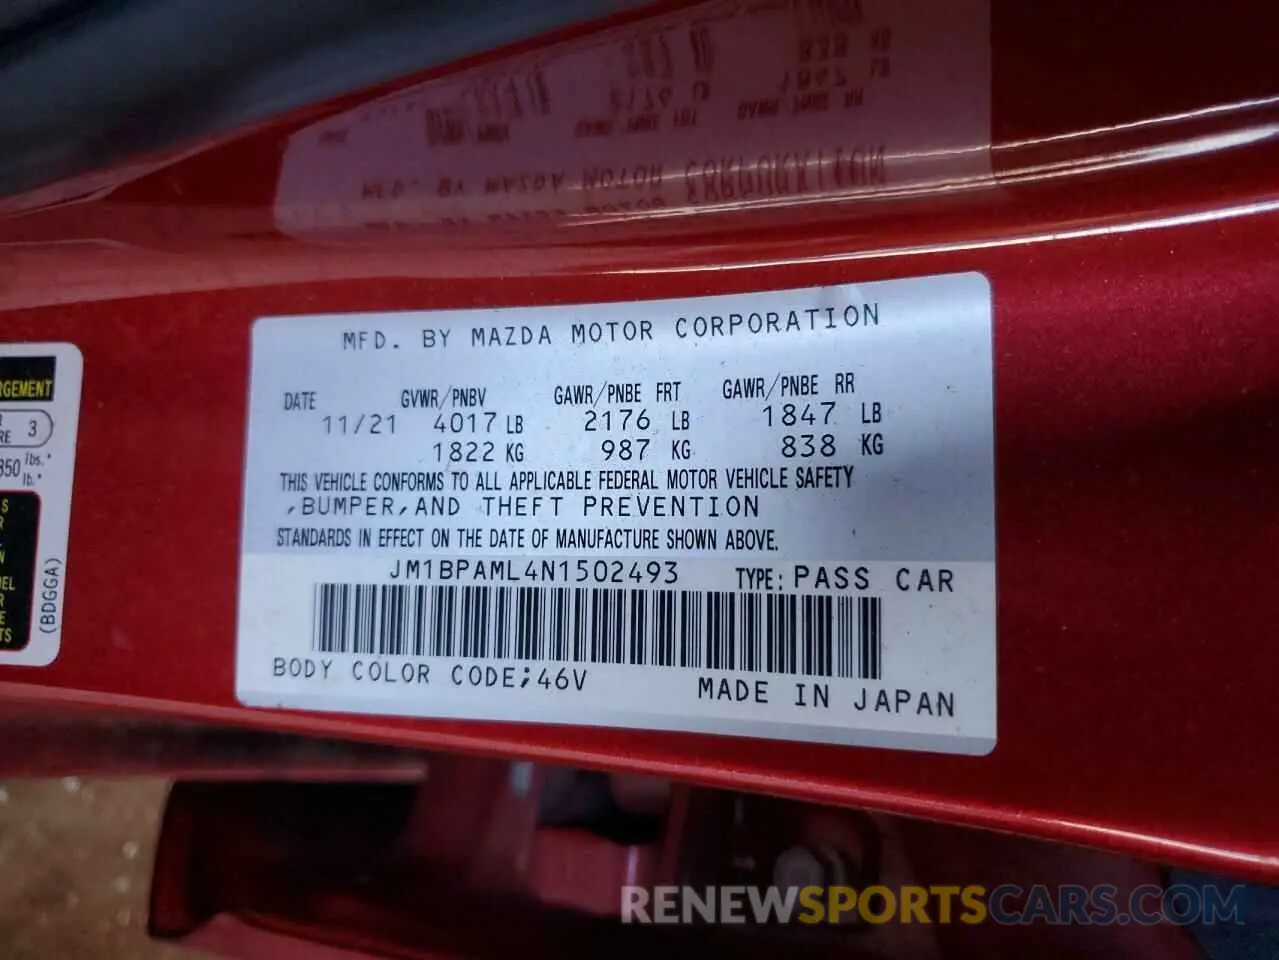 MFD. BY MAZDA MOTOR CORPORATION
DATE GVWR/PNBV GAWR/PNBE FRT GAWR/PNBE RR
11/21 4017 LB 2176 LB 1847 LB
1822 KG 987 KG 838 KG
THIS VEHICLE CONFORMS TO ALL APPLICABLE FEDERAL MOTOR VEHICLE SAFETY
,BUMPER,AND THEFT PREVENTION
STANDARDS IN EFFECT ON THE DATE OF MANUFACTURE SHOWN ABOVE.
JM1BPAML4N1502493 TYPE: PASS CAR
BODY COLOR CODE;46V
MADE IN JAPAN
3
lbs.*
lb.*
(BDGGA)
RENEWSPORTSCARS.COM